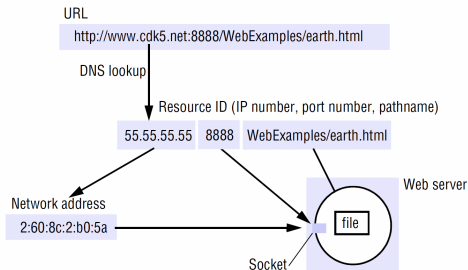 URL
http://www.cdk5.net:8888/WebExamples/earth.html
DNS lookup
Resource ID (IP number, port number, pathname)
55.55.55.55 8888 WebExamples/earth.html
Web server
Network address
file
2:60:8c:2:b0:5a
Socket